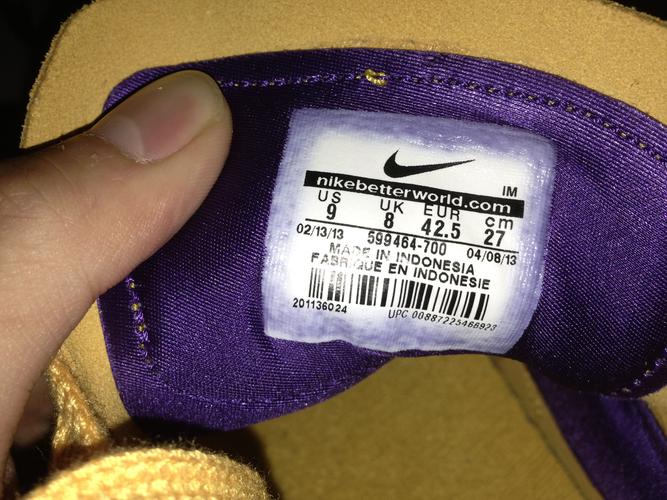 IM
nikebetterworld.com
US UK EUR cm
9 8 42.5 27
02/13/13 599464-700 04/08/13
MADE IN INDONESIA
FABRIQUE EN INDONESIE
201136024 UPC 00887225466923